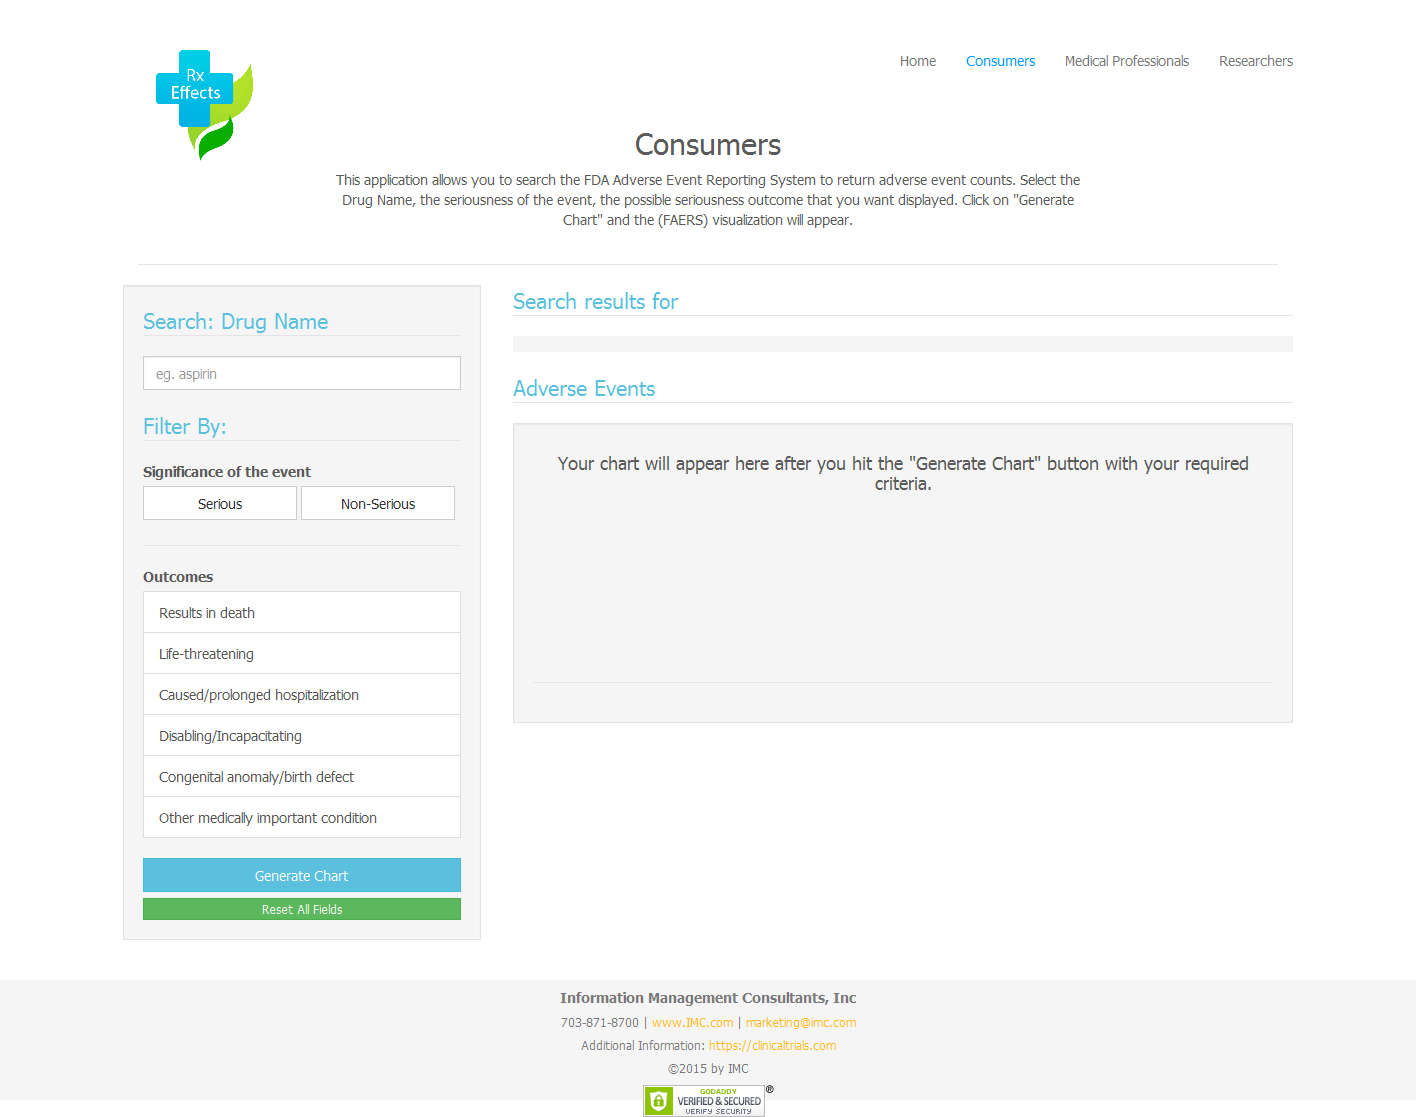 Rx
Effects
Home Consumers Medical Professionals Researchers
Consumers
This application allows you to search the FDA Adverse Event Reporting System to return adverse event counts. Select the
Drug Name, the seriousness of the event, the possible seriousness outcome that you want displayed. Click on "Generate
Chart" and the (FAERS) visualization will appear.
Search: Drug Name
eg. aspirin
Filter By:
Significance of the event
Serious Non-Serious
Outcomes
Results in death
Life-threatening
Caused/prolonged hospitalization
Disabling/Incapacitating
Congenital anomaly/birth defect
Other medically important condition
Generate Chart
Reset All Fields
Search results for
Adverse Events
Your chart will appear here after you hit the "Generate Chart" button with your required
criteria.
Information Management Consultants, Inc
703-871-8700 | www.IMC.com | marketing@imc.com
Additional Information: https://clinicaltrials.com
©2015 by IMC
GODADDY
VERIFIED & SECURED
VERIFY SECURITY
®